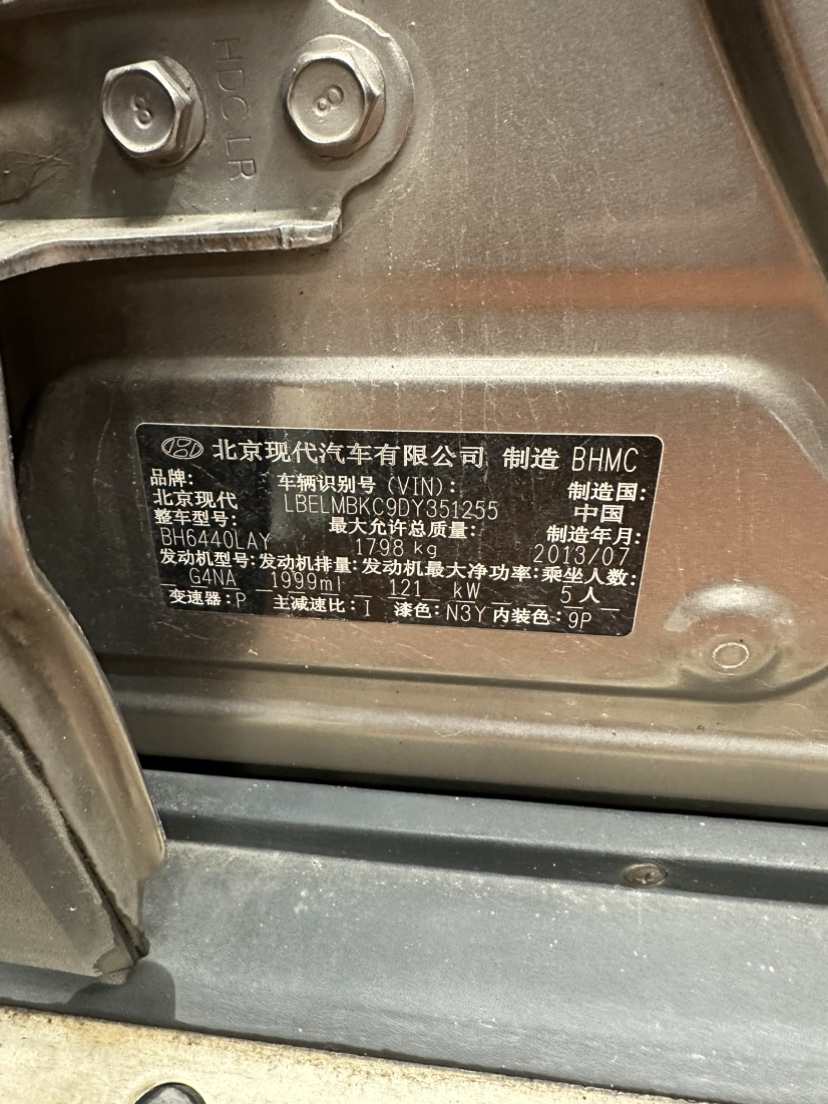 8
HDC LR
8
北京现代汽车有限公司 制造 BHMC
品牌: 车辆识别号 (VIN): 制造国:
北京现代 LBELMBKC9DY351255 中国
整车型号: 最大允许总质量: 制造年月:
BH6440LAY 1798 kg 2013/07
发动机型号: 发动机排量: 发动机最大净功率: 乘坐人数:
G4NA 1999ml 121 kW 5 人
变速器: P 主减速比: I 漆色: N3Y 内装色: 9P